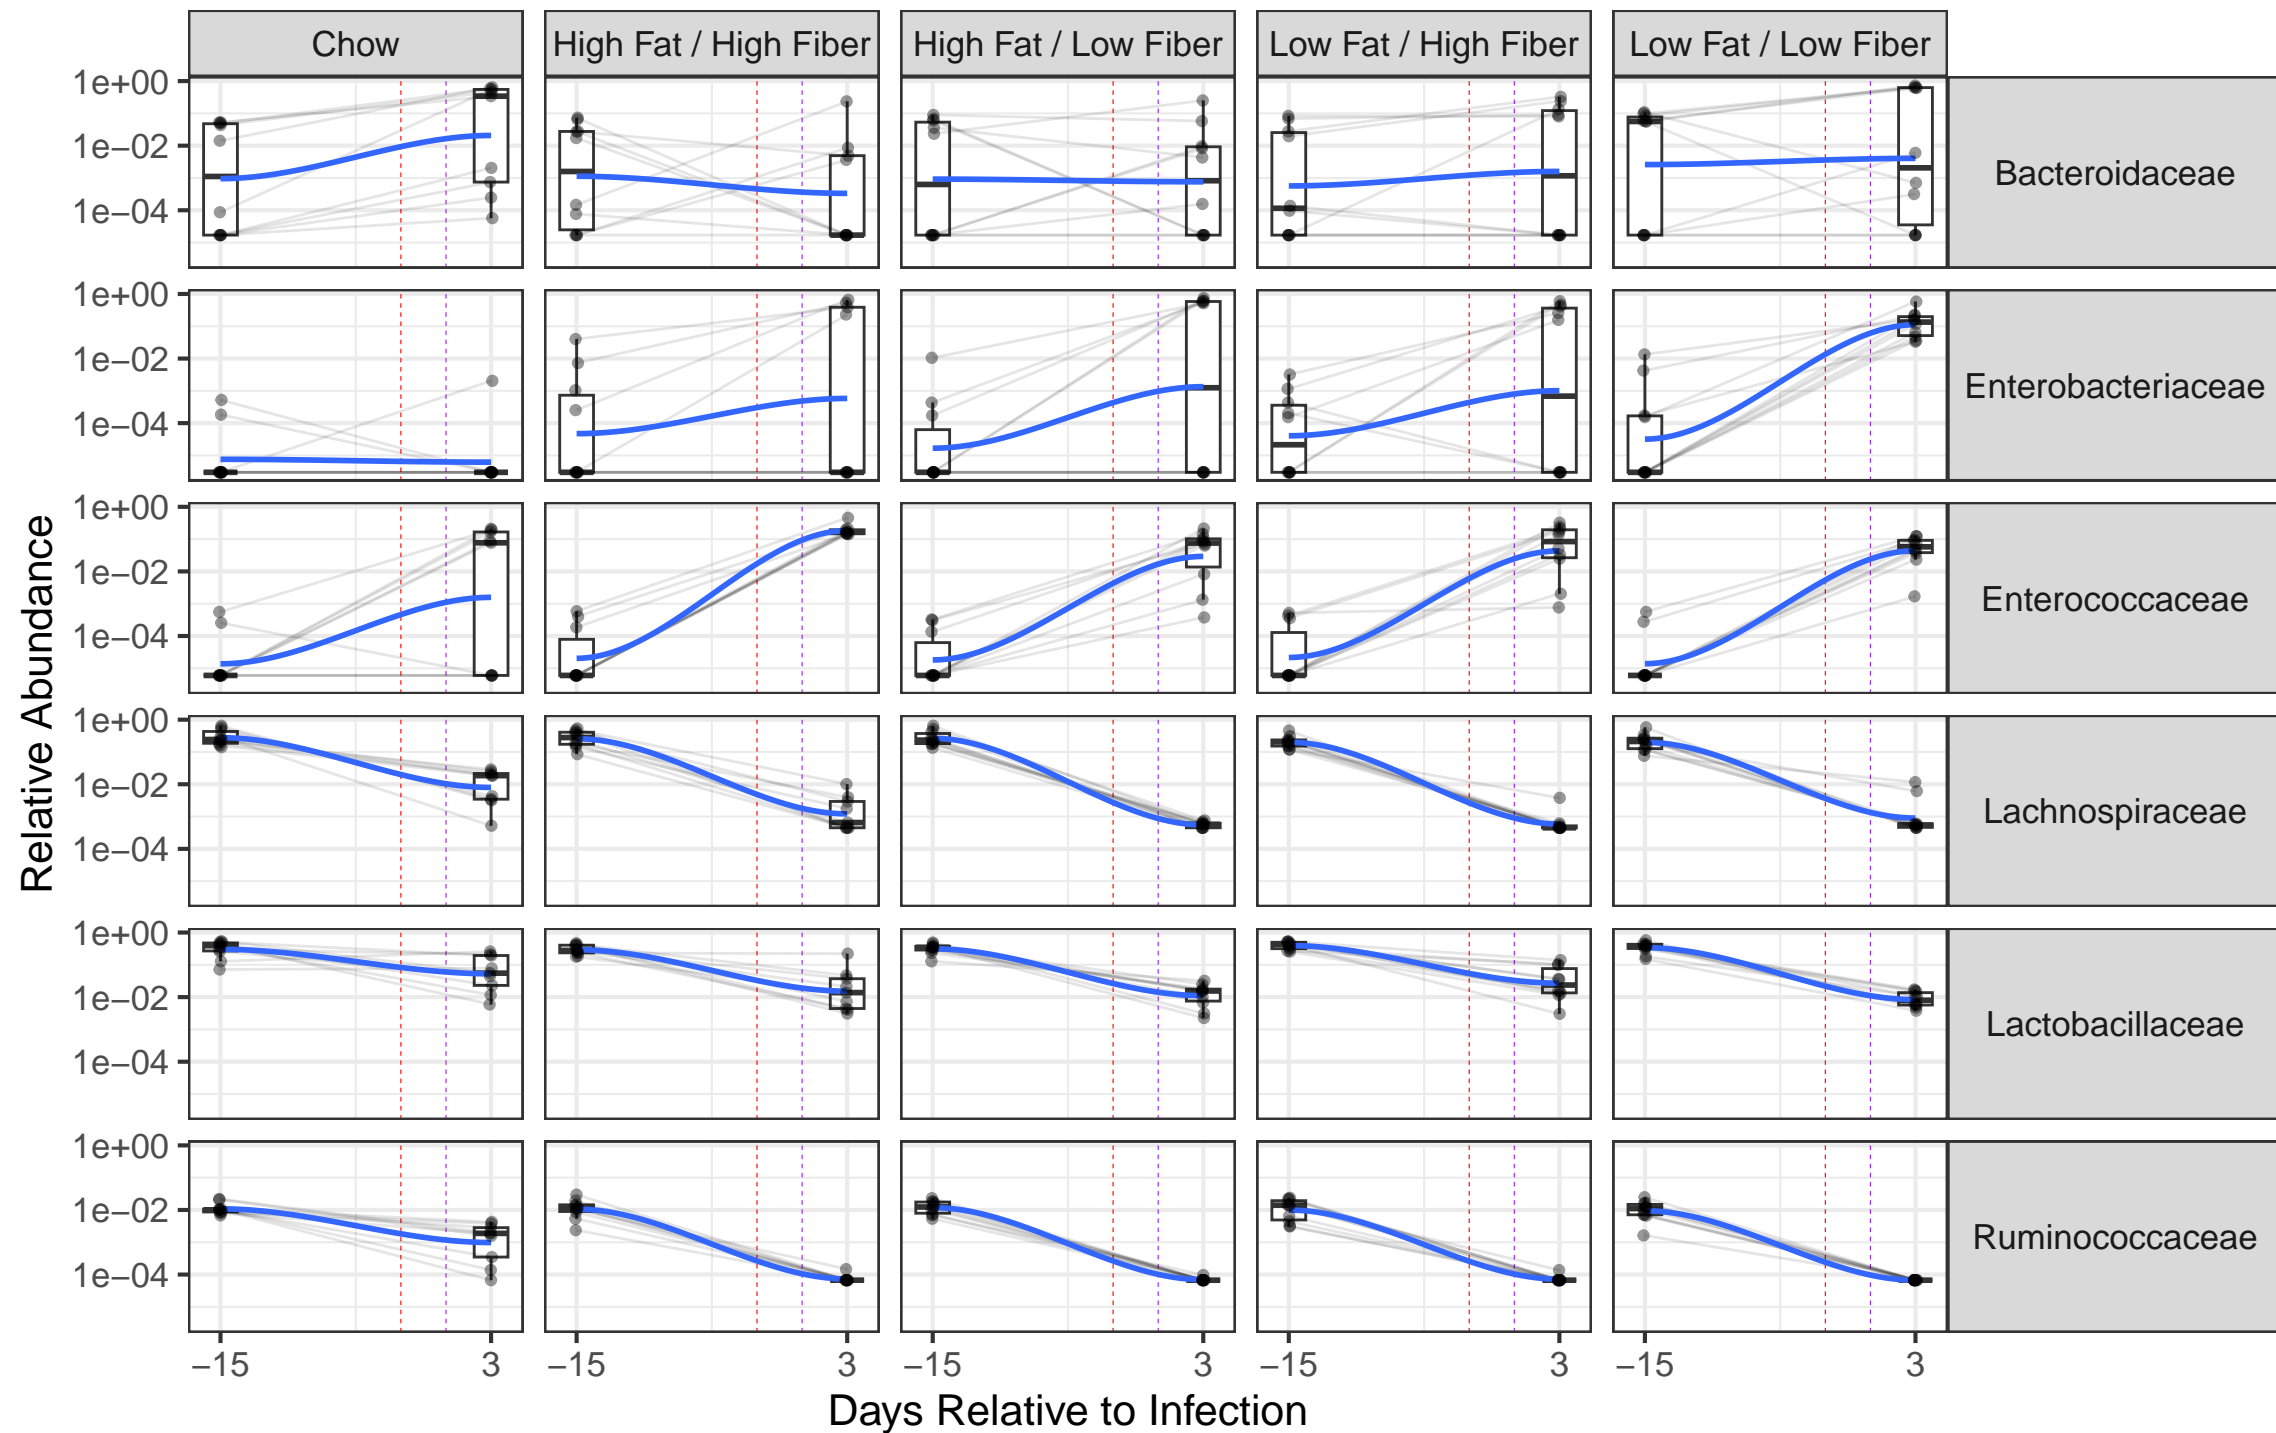 Chow
High Fat / High Fiber
High Fat / Low Fiber
Low Fat / High Fiber
Low Fat / Low Fiber
1e+00
1e−02
1e−04
Bacteroidaceae
1e+00
1e−02
1e−04
Enterobacteriaceae
1e+00
1e−02
1e−04
Enterococcaceae
1e+00
1e−02
1e−04
Lachnospiraceae
1e+00
1e−02
1e−04
Lactobacillaceae
1e+00
1e−02
1e−04
Ruminococcaceae
Relative Abundance
−15 3 −15 3 −15 3 −15 3 −15 3
Days Relative to Infection